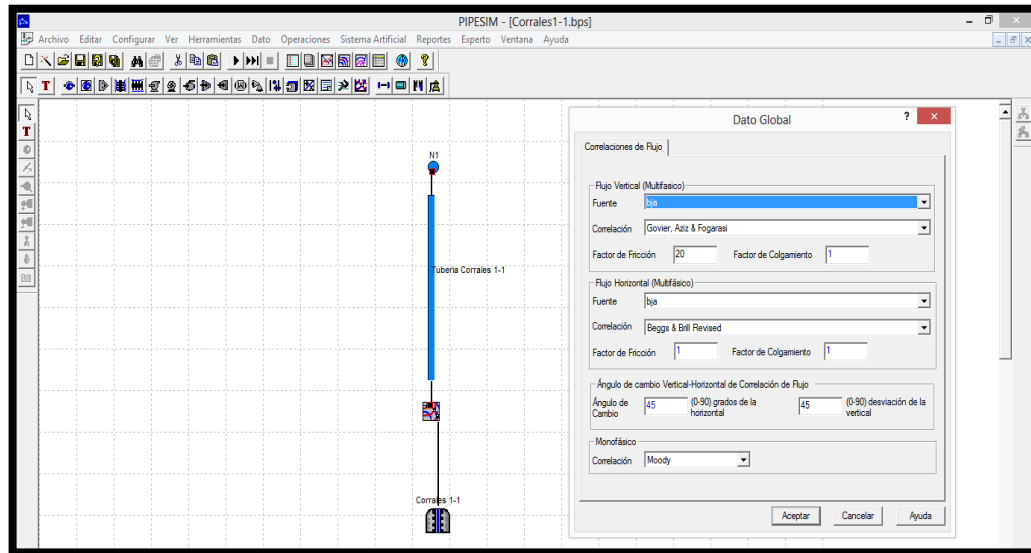 PIPESIM - [Corrales1-1.bps]
Archivo Editar Configurar Ver Herramientas Dato Operaciones Sistema Artificial Reportes Experto Ventana Ayuda
T
T
N1
Tuberia Corrales 1-1
Corrales 1-1
Dato Global
Correlaciones de Flujo
Flujo Vertical (Multifasico)
Fuente bja
Correlación Govier, Aziz & Fogarasi
Factor de Fricción 20 Factor de Colgamiento 1
Flujo Horizontal (Multifásico)
Fuente bja
Correlación Beggs & Brill Revised
Factor de Fricción 1 Factor de Colgamiento 1
Ángulo de cambio Vertical-Horizontal de Correlación de Flujo
Ángulo de Cambio 45 (0-90) grados de la horizontal 45 (0-90) desviación de la vertical
Monofásico
Correlación Moody
Aceptar Cancelar Ayuda